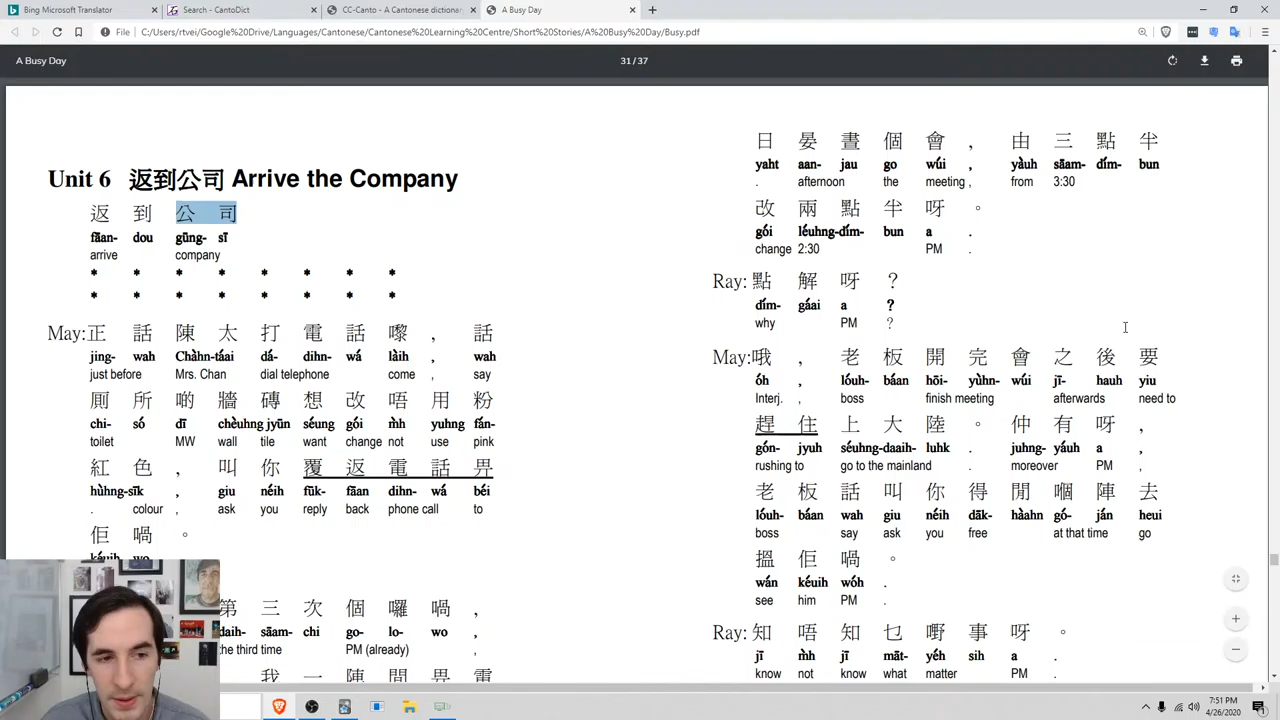 Bing Microsoft Translator
Search - CantoDict
CC-Canto - A Cantonese dictionar
A Busy Day
File C:/Users/rtvei/Google%20Drive/Languages/Cantonese/Cantonese%20Learning%20Centre/Short%20Stories/A%20Busy%20Day/Busy.pdf
A Busy Day
31 / 37
Unit 6 返到公司 Arrive the Company
返 到 公 司
fāan- dou gūng- sī
arrive company
* * * * * * * *
* * * * * * * *
May: 正 話 陳 太 打 電 話 嚟 , 話
jing- wah Chàhn-táai dá- dihn- wá làih , wah
just before Mrs. Chan dial telephone come , say
厠 所 啲 牆 磚 想 改 唔 用 粉
chi- só dī chèuhng jyūn séung gói m̀h yuhng fán-
toilet MW wall tile want change not use pink
紅 色 , 叫 你 覆 返 電 話 畀
hùhng-sīk , giu néih fūk- fāan dihn- wá béi
. colour , ask you reply back phone call to
佢 喎 。
kéuih wo
第 三 次 個 囉 喎 ,
daih- sāam- chi go- lo- wo ,
the third time PM (already) ,
我 一 陣 間 畀 電
日 晏 晝 個 會 , 由 三 點 半
yaht aan- jau go wúi , yàuh sāam- dím- bun
. afternoon the meeting , from 3:30
改 兩 點 半 呀 。
gói léuhng-dím- bun a .
change 2:30 PM .
Ray: 點 解 呀 ?
dím- gáai a ?
why PM ?
May: 哦 , 老 板 開 完 會 之 後 要
óh , lóuh- báan hōi- yùhn- wúi jī- hauh yiu
Interj. , boss finish meeting afterwards need to
趕 住 上 大 陸 。 仲 有 呀 ,
gón- jyuh séuhng-daaih- luhk . juhng- yáuh a ,
rushing to go to the mainland . moreover PM ,
老 板 話 叫 你 得 閒 嗰 陣 去
lóuh- báan wah giu néih dāk- hàahn gó- ján heui
boss say ask you free at that time go
搵 佢 喎 。
wán kéuih wóh .
see him PM .
Ray: 知 唔 知 乜 嘢 事 呀 。
jī m̀h jī māt- yéh sih a .
know not know what matter PM .
7:51 PM
4/26/2020